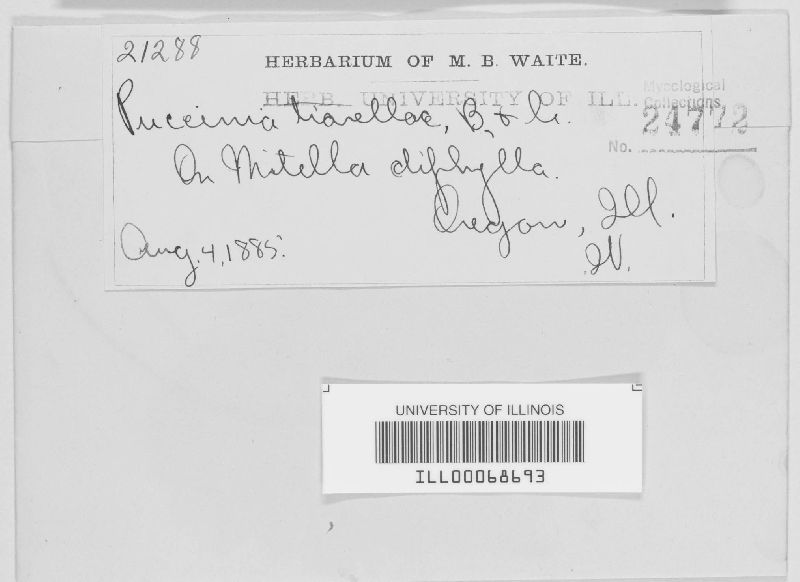 21288
HERBARIUM OF M. B. WAITE.
HERB. UNIVERSITY OF ILL.
Mycological
Collections
24772
No.
Puccinia tiarellae, B. & C.
On Mitella diphylla.
Oregon, Ill.
Aug. 4, 1885.
UNIVERSITY OF ILLINOIS
ILL00068693